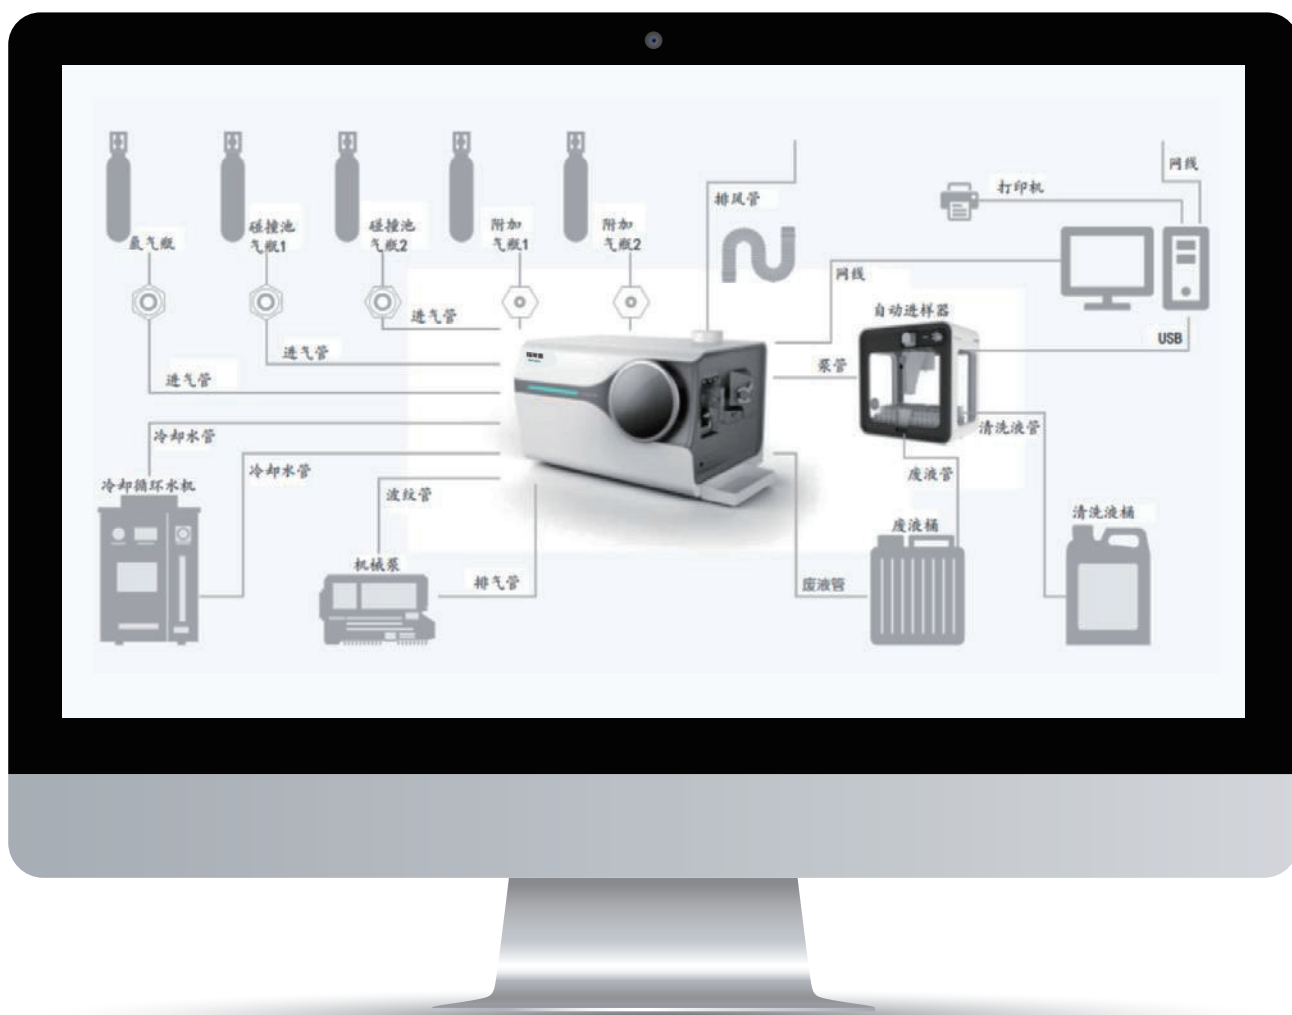 网线
打印机
排风管
氩气瓶
碰撞池
气瓶1
碰撞池
气瓶2
附加
气瓶1
附加
气瓶2
网线
自动进样器
进气管
USB
进气管
泵管
进气管
冷却水管
清洗液管
冷却水管
废液管
冷却循环水机
波纹管
清洗液桶
废液桶
机械泵
排气管
废液管